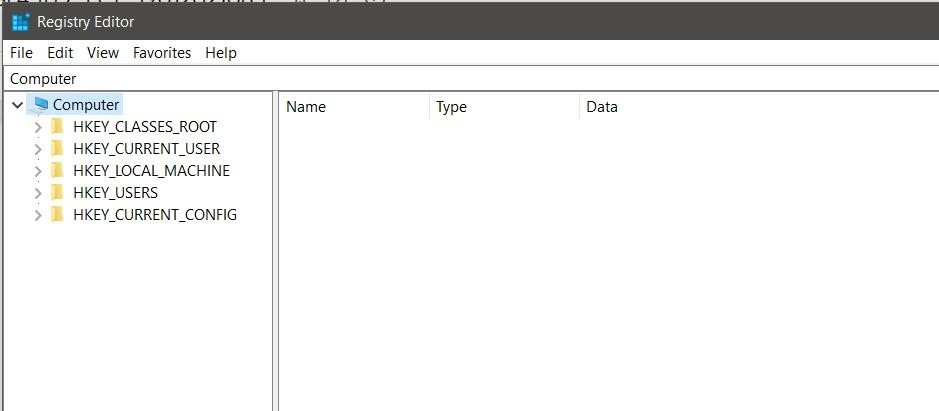 Registry Editor
File Edit View Favorites Help
Computer
Computer
HKEY_CLASSES_ROOT
HKEY_CURRENT_USER
HKEY_LOCAL_MACHINE
HKEY_USERS
HKEY_CURRENT_CONFIG
Name Type Data